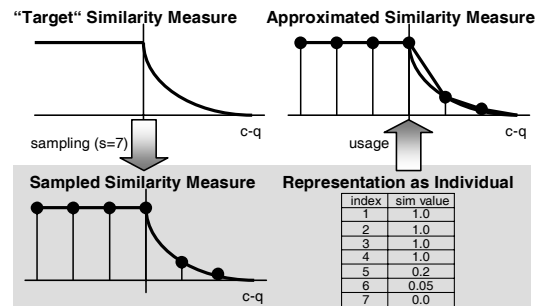 “Target“ Similarity Measure
Approximated Similarity Measure
c-q
c-q
sampling (s=7)
usage
Sampled Similarity Measure
Representation as Individual
c-q
index sim value
1 1.0
2 1.0
3 1.0
4 1.0
5 0.2
6 0.05
7 0.0